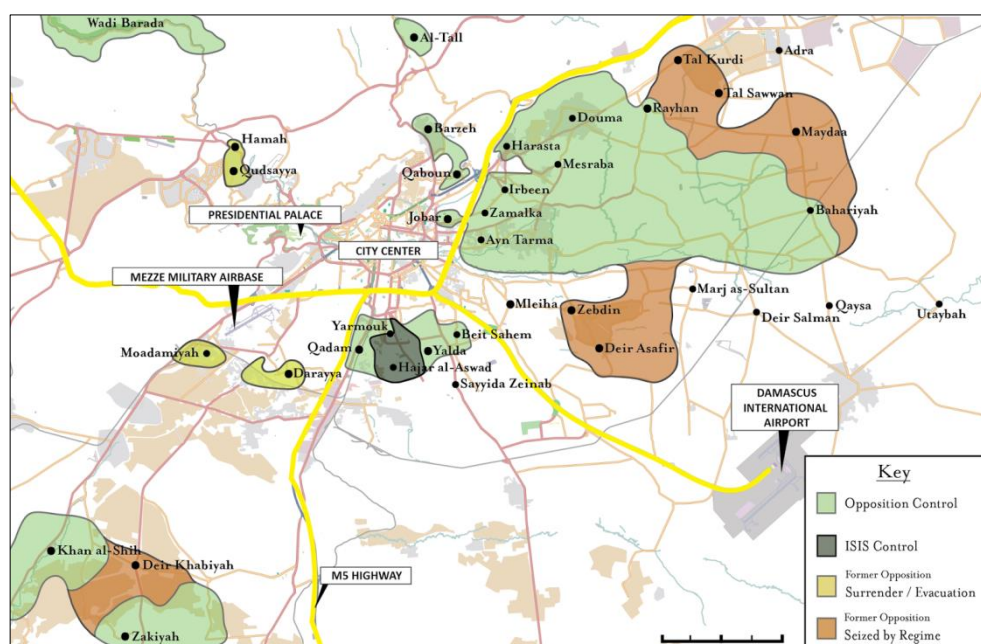 Wadi Barada
Al-Tall
Adra
Tal Kurdi
Tal Sawwan
Rayhan
Douma
Barzeh
Maydaa
Hamah
Harasta
Mesraba
Qudsayya
Qaboun
Irbeen
PRESIDENTIAL PALACE
Jobar
Zamalka
Bahariyah
CITY CENTER
Ayn Tarma
MEZZE MILITARY AIRBASE
Marj as-Sultan
Mleiha
Zebdin
Qaysa
Utaybah
Deir Salman
Yarmouk
Beit Sahem
Qadam
Yalda
Deir Asafir
Moadamiyah
Darayya
Hajar al-Aswad
Sayyida Zeinab
DAMASCUS
INTERNATIONAL
AIRPORT
Key
Opposition Control
ISIS Control
Former Opposition
Surrender / Evacuation
Former Opposition
Seized by Regime
Khan al-Shih
Deir Khabiyah
M5 HIGHWAY
Zakiyah